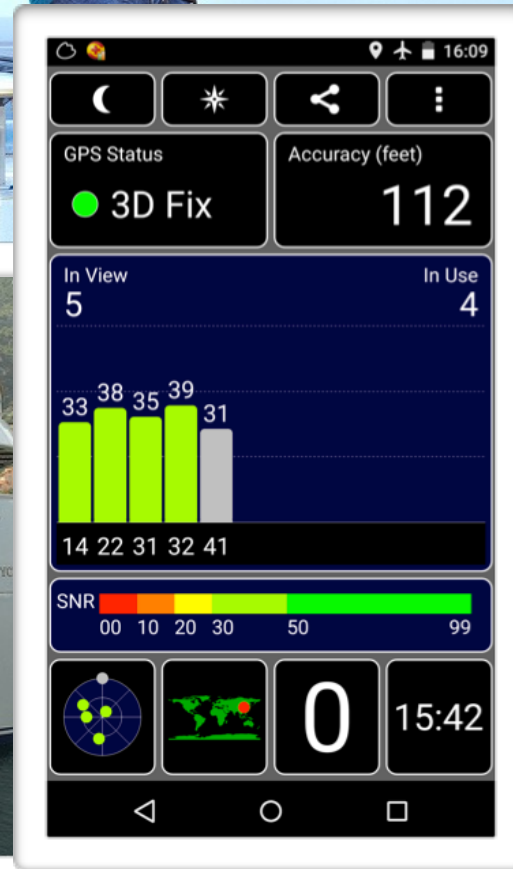 16:09
GPS Status
Accuracy (feet)
3D Fix
112
In View
In Use
5
4
33 38 35 39 31
14 22 31 32 41
SNR
00 10 20 30 50 99
0
15:42